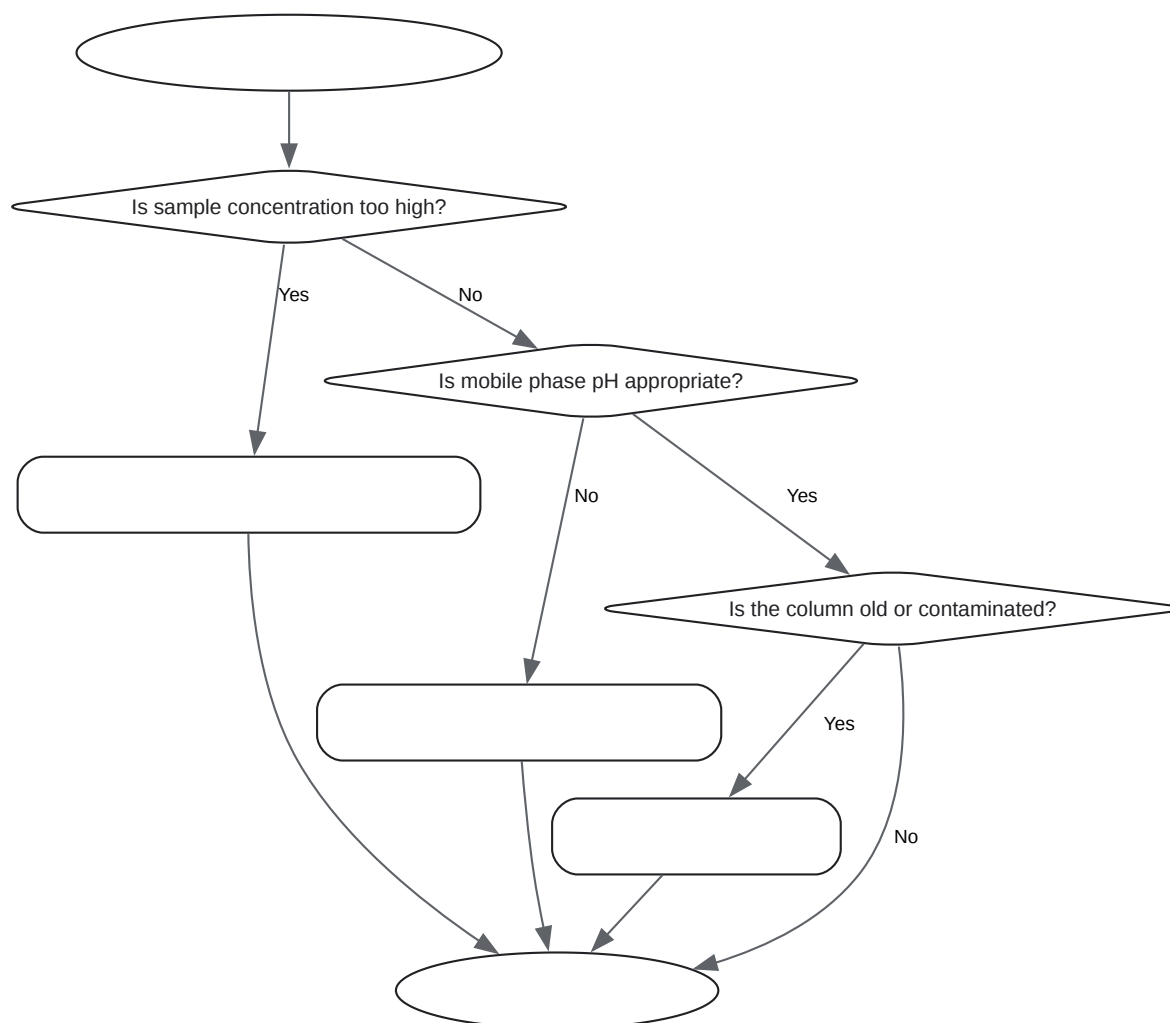 Is sample concentration too high?
Yes
No
Is mobile phase pH appropriate?
No
Yes
Is the column old or contaminated?
Yes
No